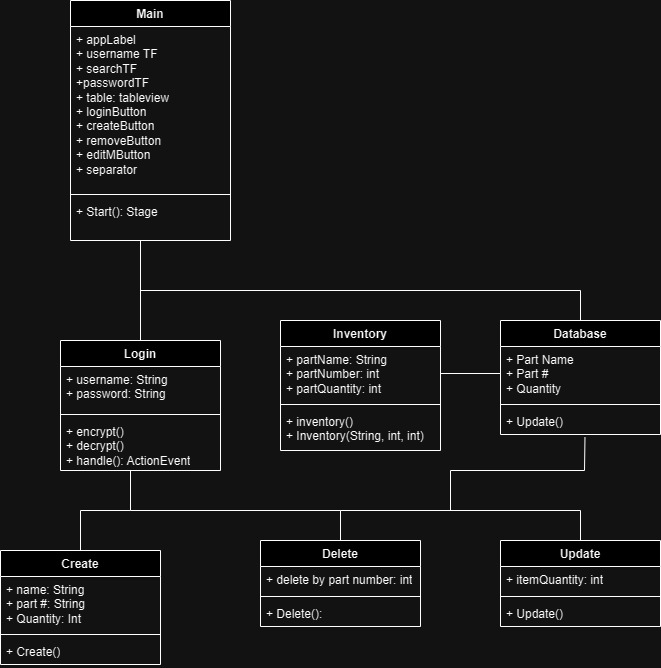 Main
+ appLabel
+ username TF
+ searchTF
+passwordTF
+ table: tableview
+ loginButton
+ createButton
+ removeButton
+ editMButton
+ separator
+ Start(): Stage
Login
+ username: String
+ password: String
+ encrypt()
+ decrypt()
+ handle(): ActionEvent
Inventory
+ partName: String
+ partNumber: int
+ partQuantity: int
+ inventory()
+ Inventory(String, int, int)
Database
+ Part Name
+ Part #
+ Quantity
+ Update()
Create
+ name: String
+ part #: String
+ Quantity: Int
+ Create()
Delete
+ delete by part number: int
+ Delete():
Update
+ itemQuantity: int
+ Update()